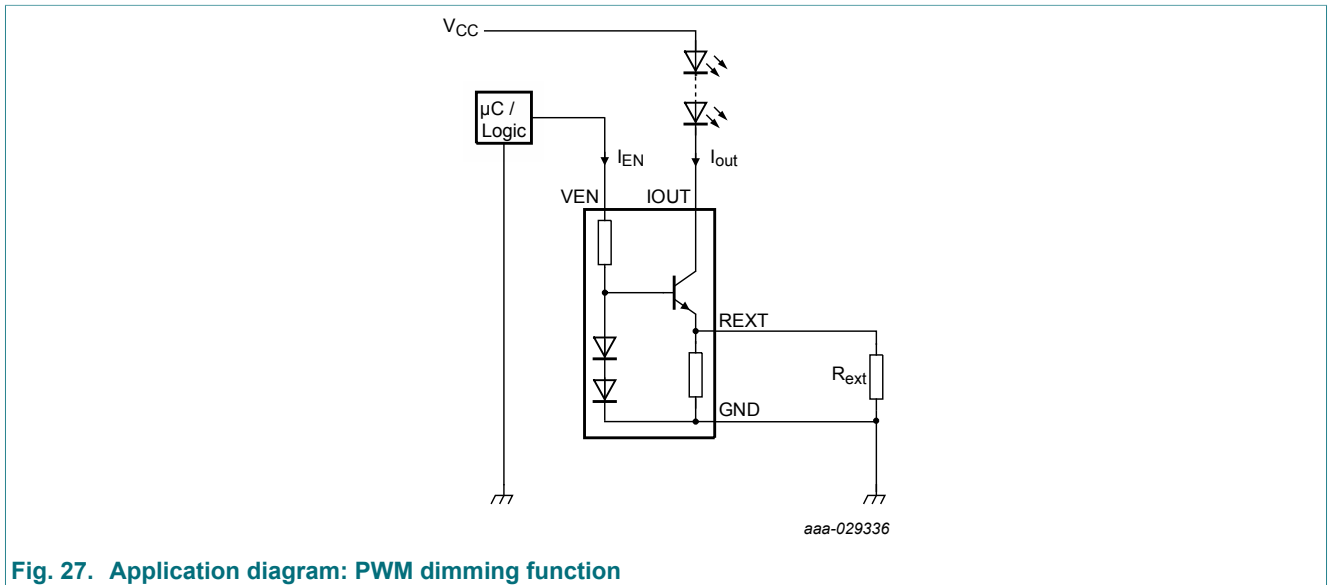 VCC
µC /
Logic
IEN
Iout
VEN
IOUT
REXT
Rext
GND
aaa-029336
Fig. 27. Application diagram: PWM dimming function